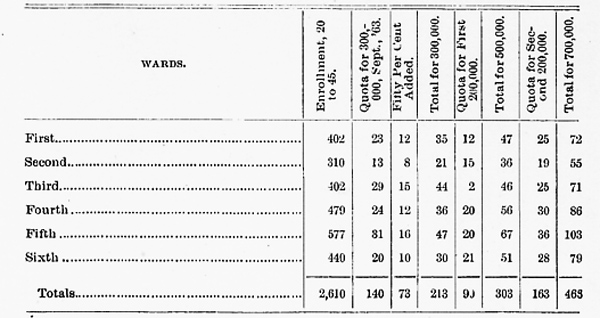 WARDS.
Enrollment, 20
to 45.
Quota for 300,-
000, Sept., '63.
Fifty Per Cent
Added.
Total for 300,000.
Quota for First
200,000.
Total for 500,000.
Quota for Sec-
ond 200,000.
Total for 700,000.
First 402 23 12 35 12 47 25 72
Second 310 13 8 21 15 36 19 55
Third 402 29 15 44 2 46 25 71
Fourth 479 24 12 36 20 56 30 86
Fifth 577 31 16 47 20 67 36 103
Sixth 440 20 10 30 21 51 28 79
Totals 2,610 140 73 213 90 303 163